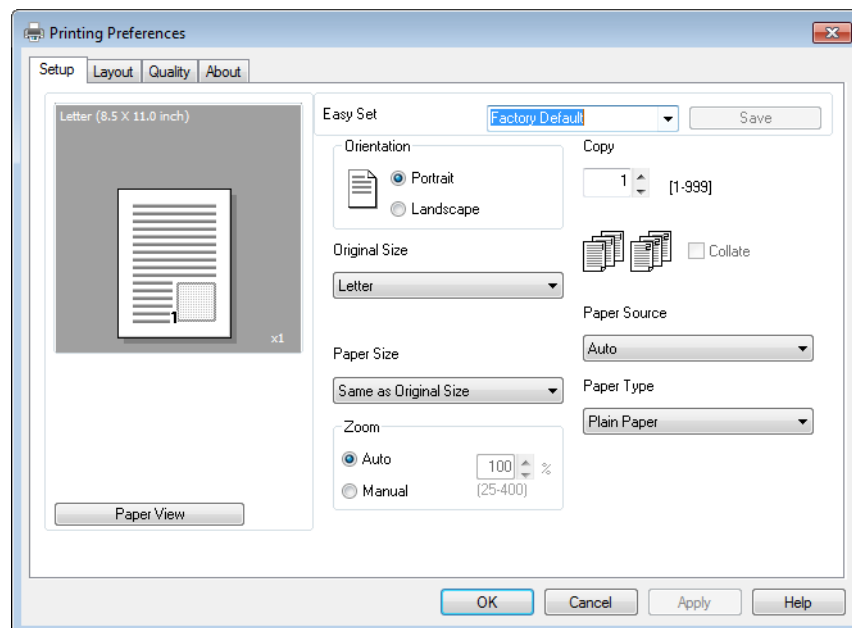 Printing Preferences
Setup Layout Quality About
Letter (8.5 X 11.0 inch)
1
x1
Paper View
Easy Set Factory Default Save
Orientation
Portrait
Landscape
Original Size
Letter
Paper Size
Same as Original Size
Zoom
Auto
Manual
100 %
(25-400)
Copy
1 [1-999]
Collate
Paper Source
Auto
Paper Type
Plain Paper
OK Cancel Apply Help